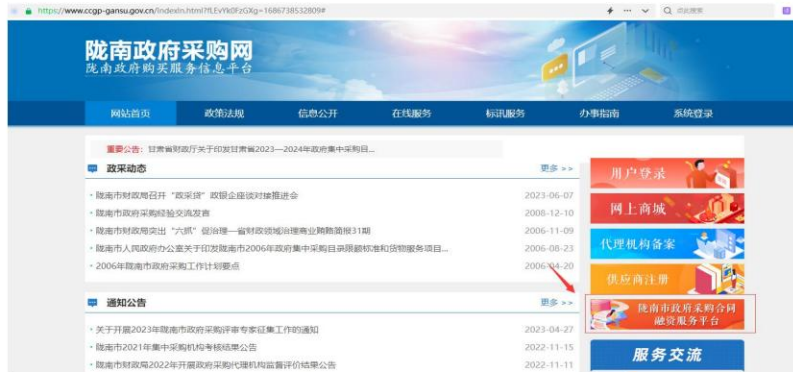 https://www.ccgp-gansu.gov.cn/IndexIn.html?fLEvYk0FzGXg=1686738532809#
点此搜索
陇南政府采购网
陇南政府购买服务信息平台
网站首页 政策法规 信息公开 在线服务 标讯服务 办事指南 系统登录
重要公告：甘肃省财政厅关于印发甘肃省2023—2024年政府集中采购目...
政采动态 更多 >>
陇南市财政局召开“政采贷”政银企座谈对接推进会 2023-06-07
陇南市政府采购经验交流发言 2008-12-10
陇南市财政局突出“六抓”促治理—省财政领域治理商业贿赂简报31期 2006-11-09
陇南市人民政府办公室关于印发陇南市2006年政府集中采购目录限额标准和货物服务项目... 2006-08-23
2006年陇南市政府采购工作计划要点 2006-04-20
通知公告 更多 >>
关于开展2023年陇南市政府采购评审专家征集工作的通知 2023-04-27
陇南市2021年集中采购机构考核结果公告 2022-11-15
陇南市财政局2022年开展政府采购代理机构监督评价结果公告 2022-11-11
用户登录
网上商城
代理机构备案
供应商注册
陇南市政府采购合同
融资服务平台
服务交流